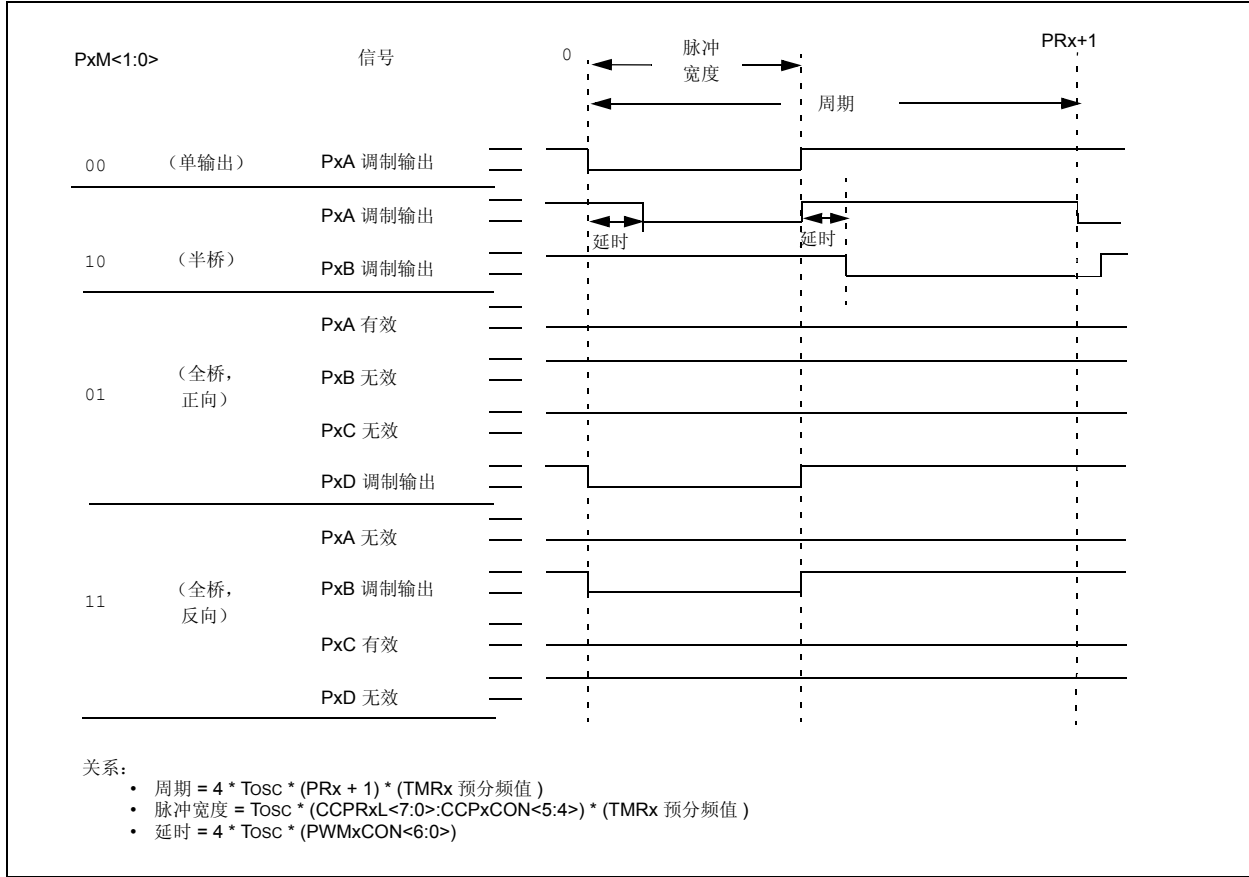 PxM<1:0>
信号
0
脉冲
宽度
PRx+1
周期
00
（单输出）
PxA 调制输出
PxA 调制输出
延时
延时
10
（半桥）
PxB 调制输出
PxA 有效
01
（全桥，
正向）
PxB 无效
PxC 无效
PxD 调制输出
PxA 无效
11
（全桥，
反向）
PxB 调制输出
PxC 有效
PxD 无效
关系：
• 周期 = 4 * TOSC * (PRx + 1) * (TMRx 预分频值 )
• 脉冲宽度 = TOSC * (CCPRxL<7:0>:CCPxCON<5:4>) * (TMRx 预分频值 )
• 延时 = 4 * TOSC * (PWMxCON<6:0>)